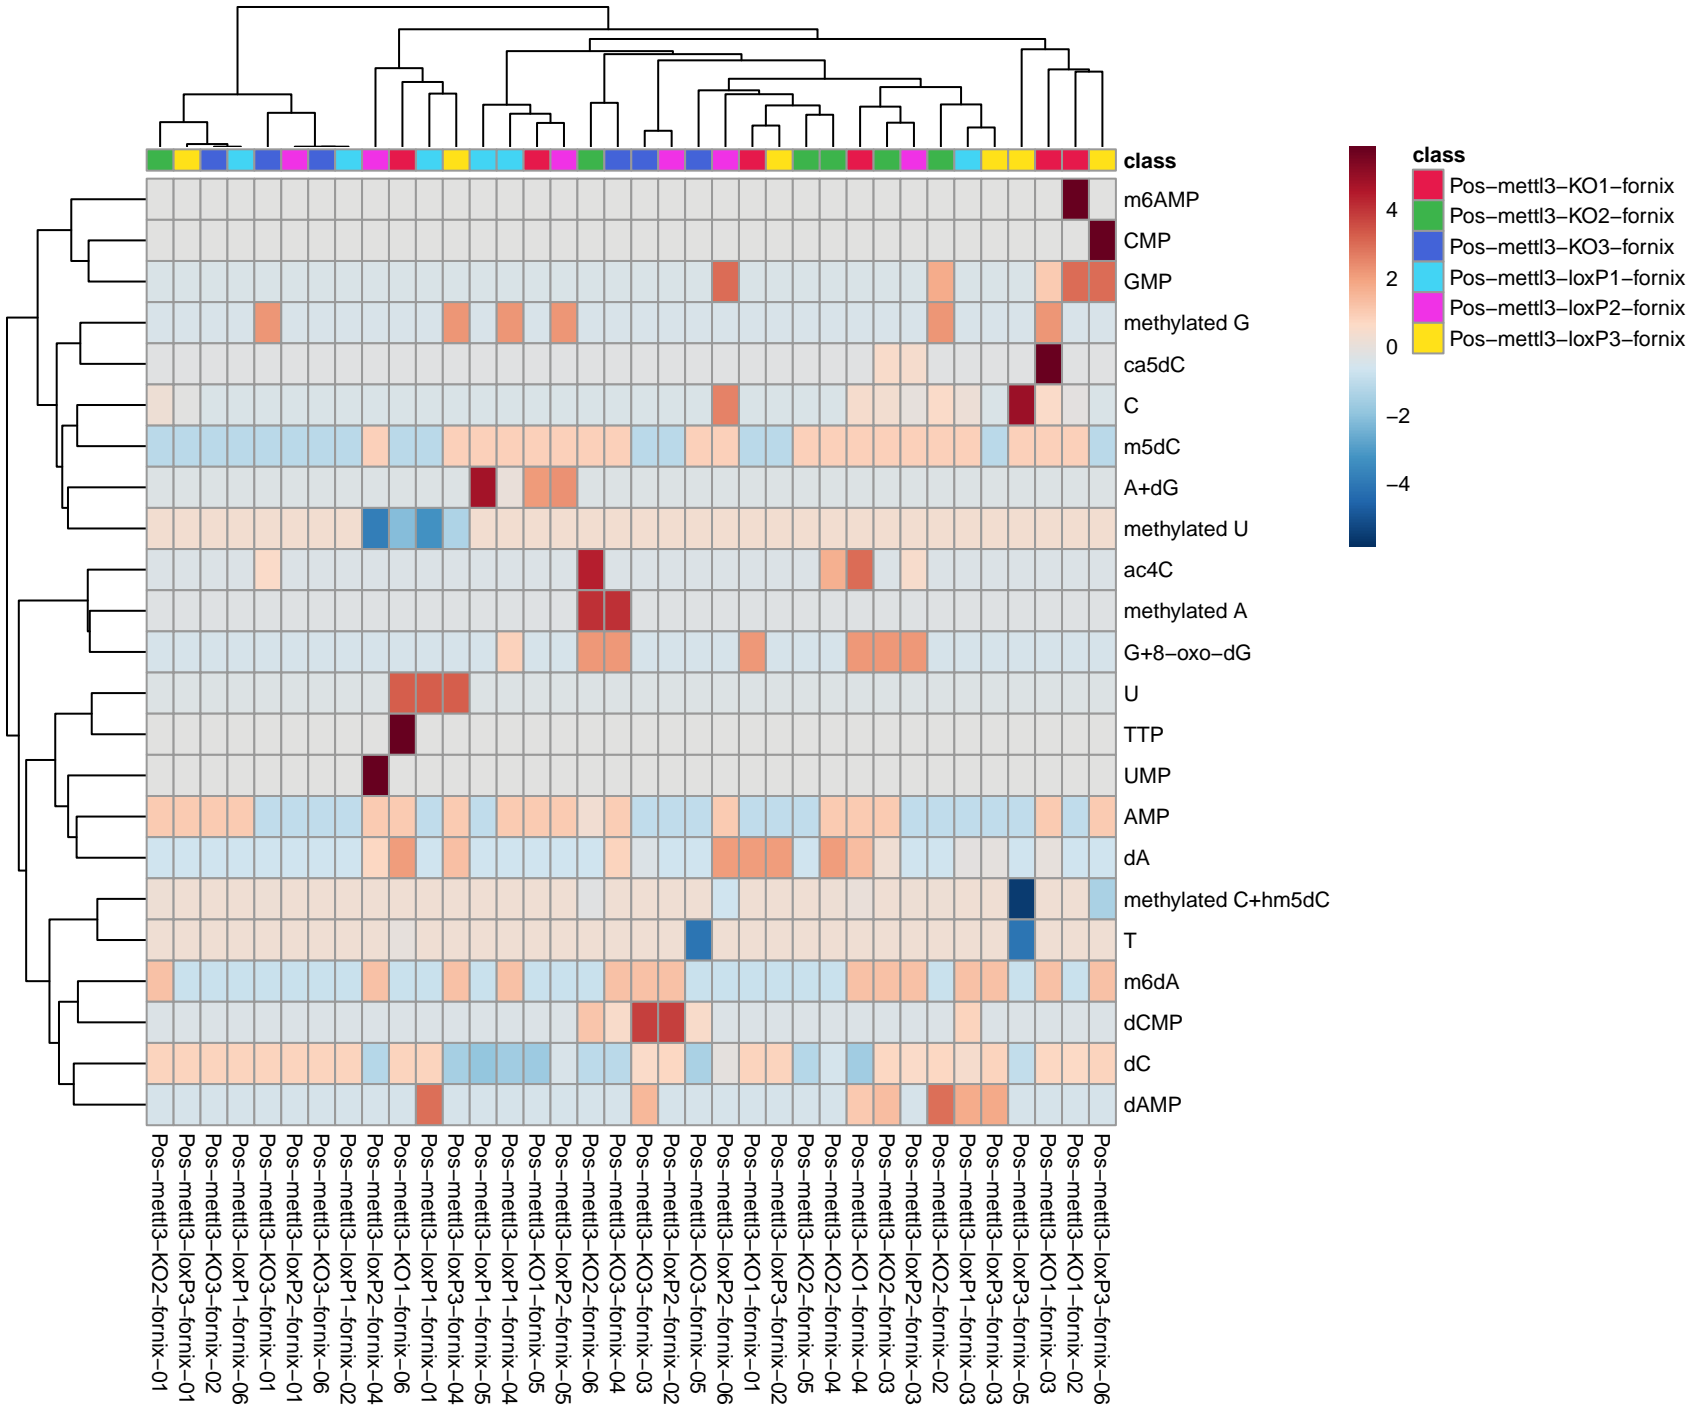 class
m6AMP
CMP
GMP
methylated G
ca5dC
C
m5dC
A+dG
methylated U
ac4C
methylated A
G+8−oxo−dG
U
TTP
UMP
AMP
dA
methylated C+hm5dC
T
m6dA
dCMP
dC
dAMP
4
2
0
−2
−4
class
Pos−mettl3−KO1−fornix
Pos−mettl3−KO2−fornix
Pos−mettl3−KO3−fornix
Pos−mettl3−loxP1−fornix
Pos−mettl3−loxP2−fornix
Pos−mettl3−loxP3−fornix
Pos−mettl3−KO2−fornix−01
Pos−mettl3−loxP3−fornix−01
Pos−mettl3−KO3−fornix−02
Pos−mettl3−loxP1−fornix−06
Pos−mettl3−KO3−fornix−01
Pos−mettl3−loxP2−fornix−01
Pos−mettl3−KO3−fornix−06
Pos−mettl3−loxP1−fornix−02
Pos−mettl3−loxP2−fornix−04
Pos−mettl3−KO1−fornix−06
Pos−mettl3−loxP1−fornix−01
Pos−mettl3−loxP3−fornix−04
Pos−mettl3−loxP1−fornix−05
Pos−mettl3−loxP1−fornix−04
Pos−mettl3−KO1−fornix−05
Pos−mettl3−loxP2−fornix−05
Pos−mettl3−KO2−fornix−06
Pos−mettl3−KO3−fornix−04
Pos−mettl3−KO3−fornix−03
Pos−mettl3−loxP2−fornix−02
Pos−mettl3−KO3−fornix−05
Pos−mettl3−loxP2−fornix−06
Pos−mettl3−KO1−fornix−01
Pos−mettl3−loxP3−fornix−02
Pos−mettl3−KO2−fornix−05
Pos−mettl3−KO2−fornix−04
Pos−mettl3−KO1−fornix−04
Pos−mettl3−KO2−fornix−03
Pos−mettl3−loxP2−fornix−03
Pos−mettl3−KO2−fornix−02
Pos−mettl3−loxP1−fornix−03
Pos−mettl3−loxP3−fornix−03
Pos−mettl3−loxP3−fornix−05
Pos−mettl3−KO1−fornix−03
Pos−mettl3−KO1−fornix−02
Pos−mettl3−loxP3−fornix−06